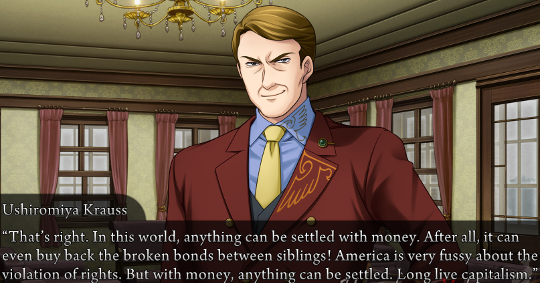 Ushiromiya Krauss
“That's right. In this world, anything can be settled with money. After all, it can
even buy back the broken bonds between siblings! America is very fussy about the
violation of rights. But with money, anything can be settled. Long live capitalism.”